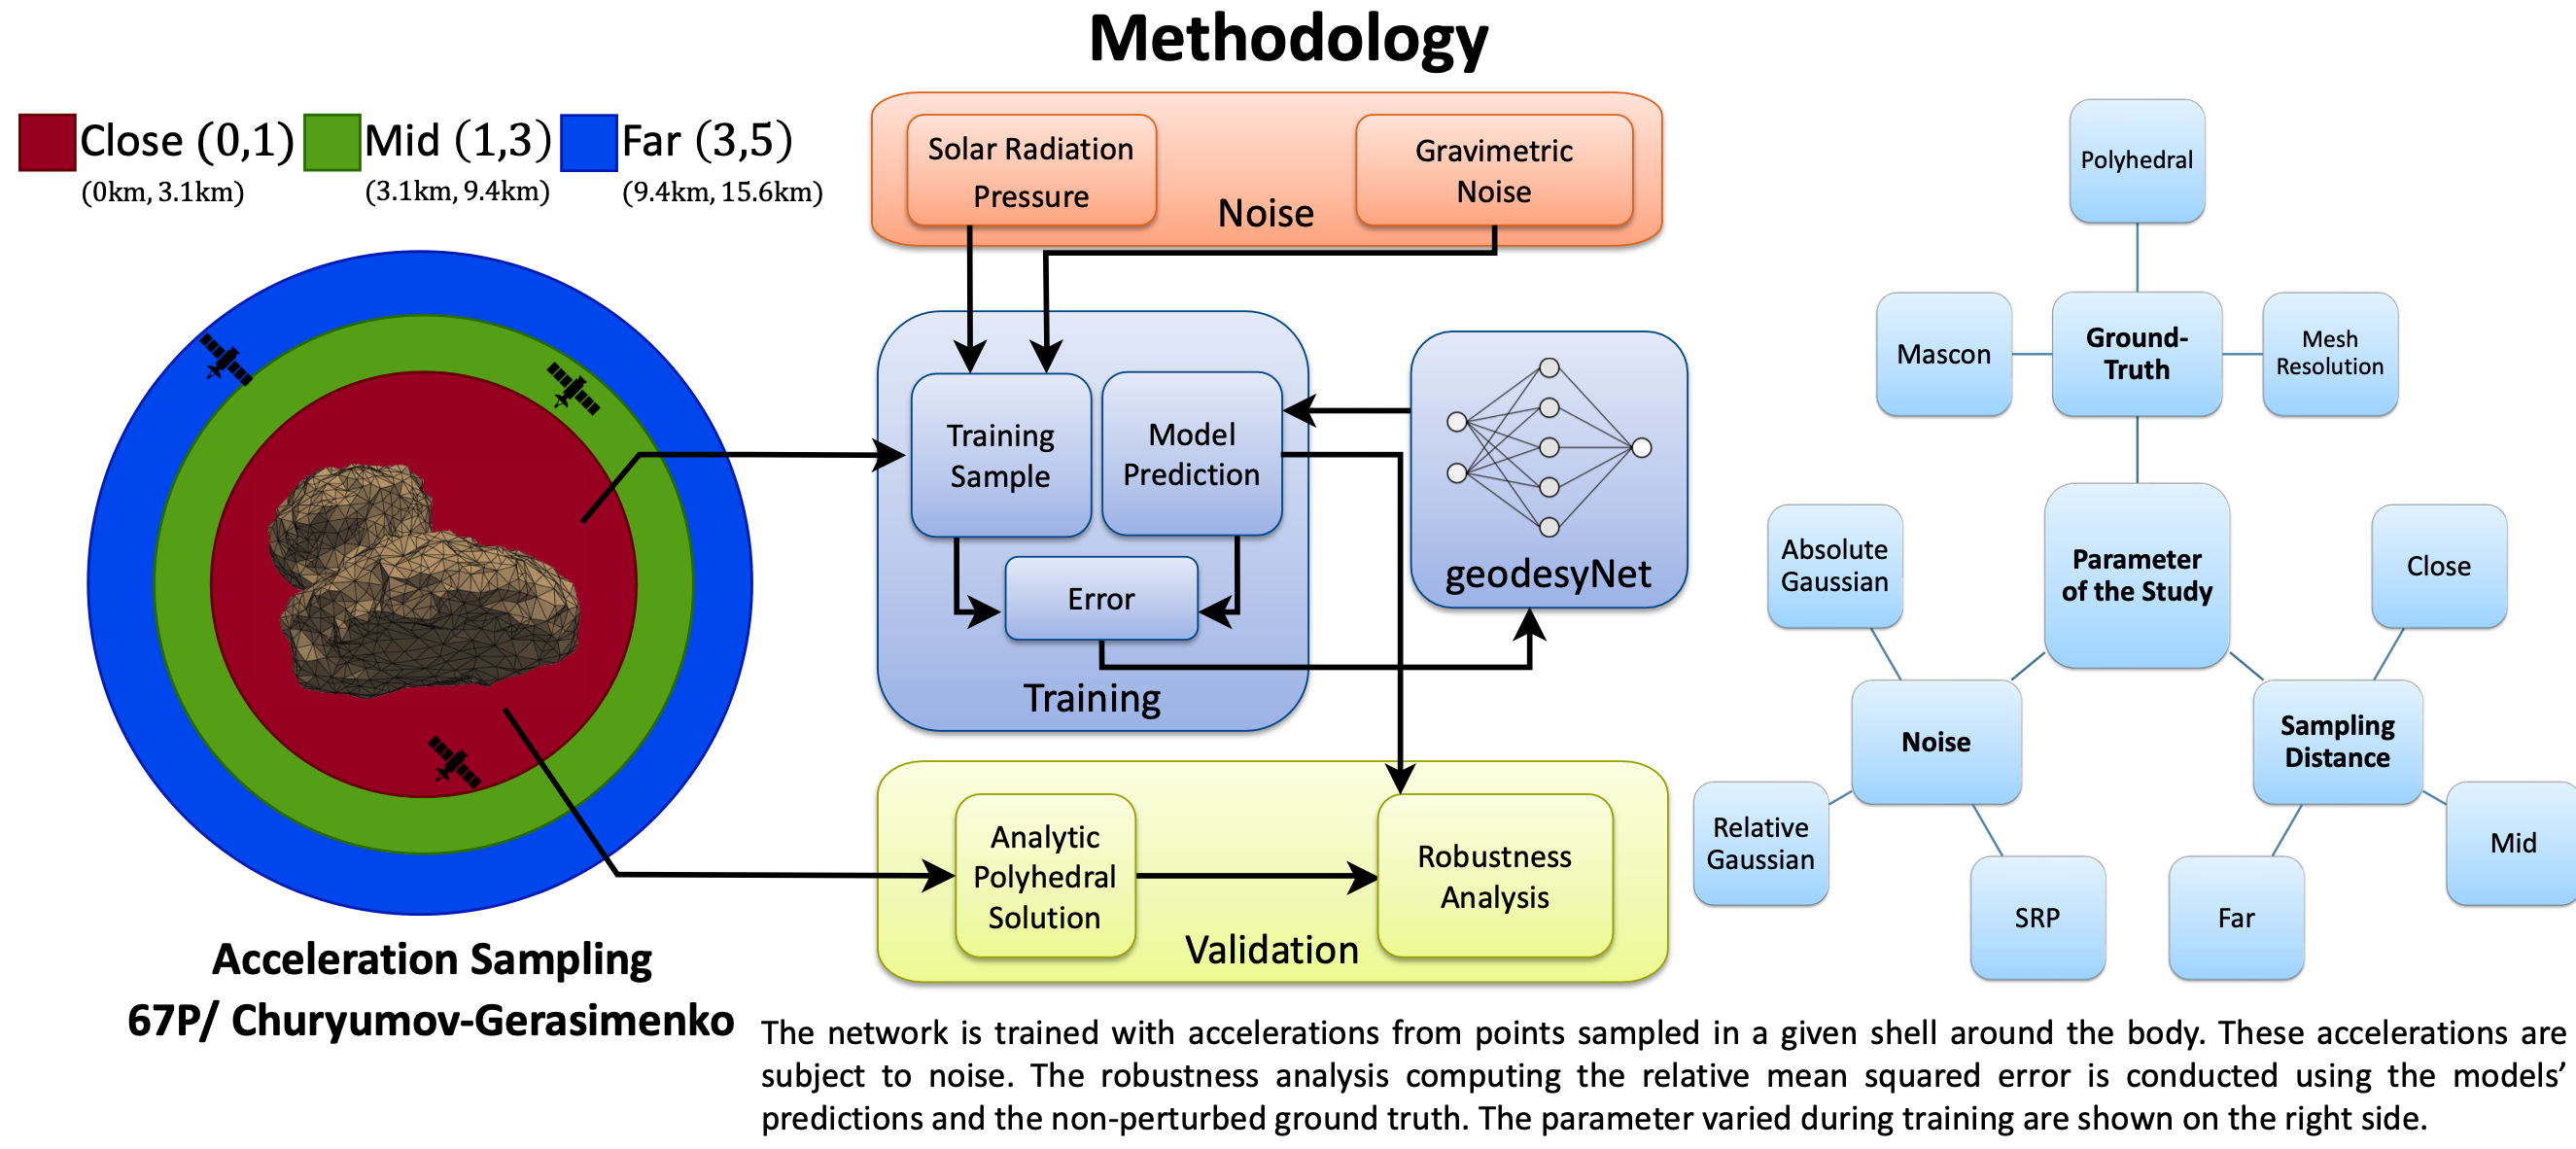 Methodology
Close (0,1)
(0km, 3.1km)
Mid (1,3)
(3.1km, 9.4km)
Far (3,5)
(9.4km, 15.6km)
Acceleration Sampling
67P/ Churyumov-Gerasimenko
Solar Radiation
Pressure
Gravimetric
Noise
Noise
Training
Sample
Model
Prediction
Error
Training
geodesyNet
Analytic
Polyhedral
Solution
Robustness
Analysis
Validation
Polyhedral
Mascon
Ground-
Truth
Mesh
Resolution
Parameter
of the Study
Absolute
Gaussian
Close
Noise
Sampling
Distance
Relative
Gaussian
Mid
SRP
Far
The network is trained with accelerations from points sampled in a given shell around the body. These accelerations are
subject to noise. The robustness analysis computing the relative mean squared error is conducted using the models’
predictions and the non-perturbed ground truth. The parameter varied during training are shown on the right side.